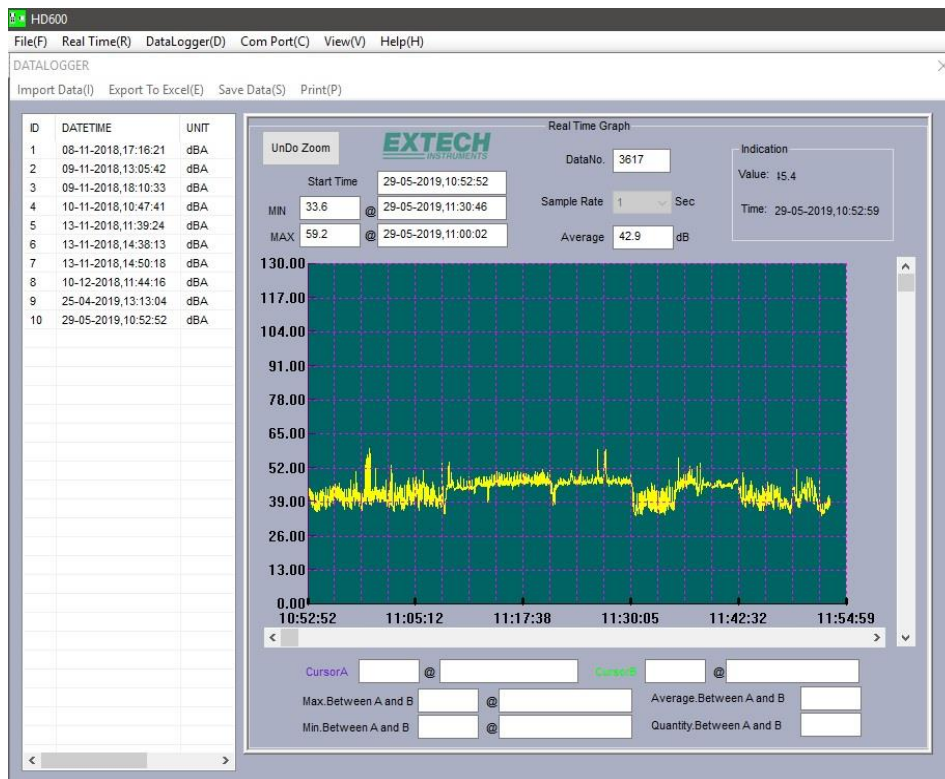 HD600
File(F) Real Time(R) DataLogger(D) Com Port(C) View(V) Help(H)
DATALOGGER
Import Data(I) Export To Excel(E) Save Data(S) Print(P)
ID DATETIME UNIT
1 08-11-2018,17:16:21 dBA
2 09-11-2018,13:05:42 dBA
3 09-11-2018,18:10:33 dBA
4 10-11-2018,10:47:41 dBA
5 13-11-2018,11:39:24 dBA
6 13-11-2018,14:38:13 dBA
7 13-11-2018,14:50:18 dBA
8 10-12-2018,11:44:16 dBA
9 25-04-2019,13:13:04 dBA
10 29-05-2019,10:52:52 dBA
Real Time Graph
UnDo Zoom
EXTECH
INSTRUMENTS
DataNo. 3617
Indication
Value: 45.4
Time: 29-05-2019,10:52:59
Start Time 29-05-2019,10:52:52
MIN 33.6 @ 29-05-2019,11:30:46
Sample Rate 1 Sec
MAX 59.2 @ 29-05-2019,11:00:02
Average 42.9 dB
130.00
117.00
104.00
91.00
78.00
65.00
52.00
39.00
26.00
13.00
0.00
10:52:52 11:05:12 11:17:38 11:30:05 11:42:32 11:54:59
CursorA @ CursorB @
Max.Between A and B @ Average.Between A and B
Min.Between A and B @ Quantity.Between A and B